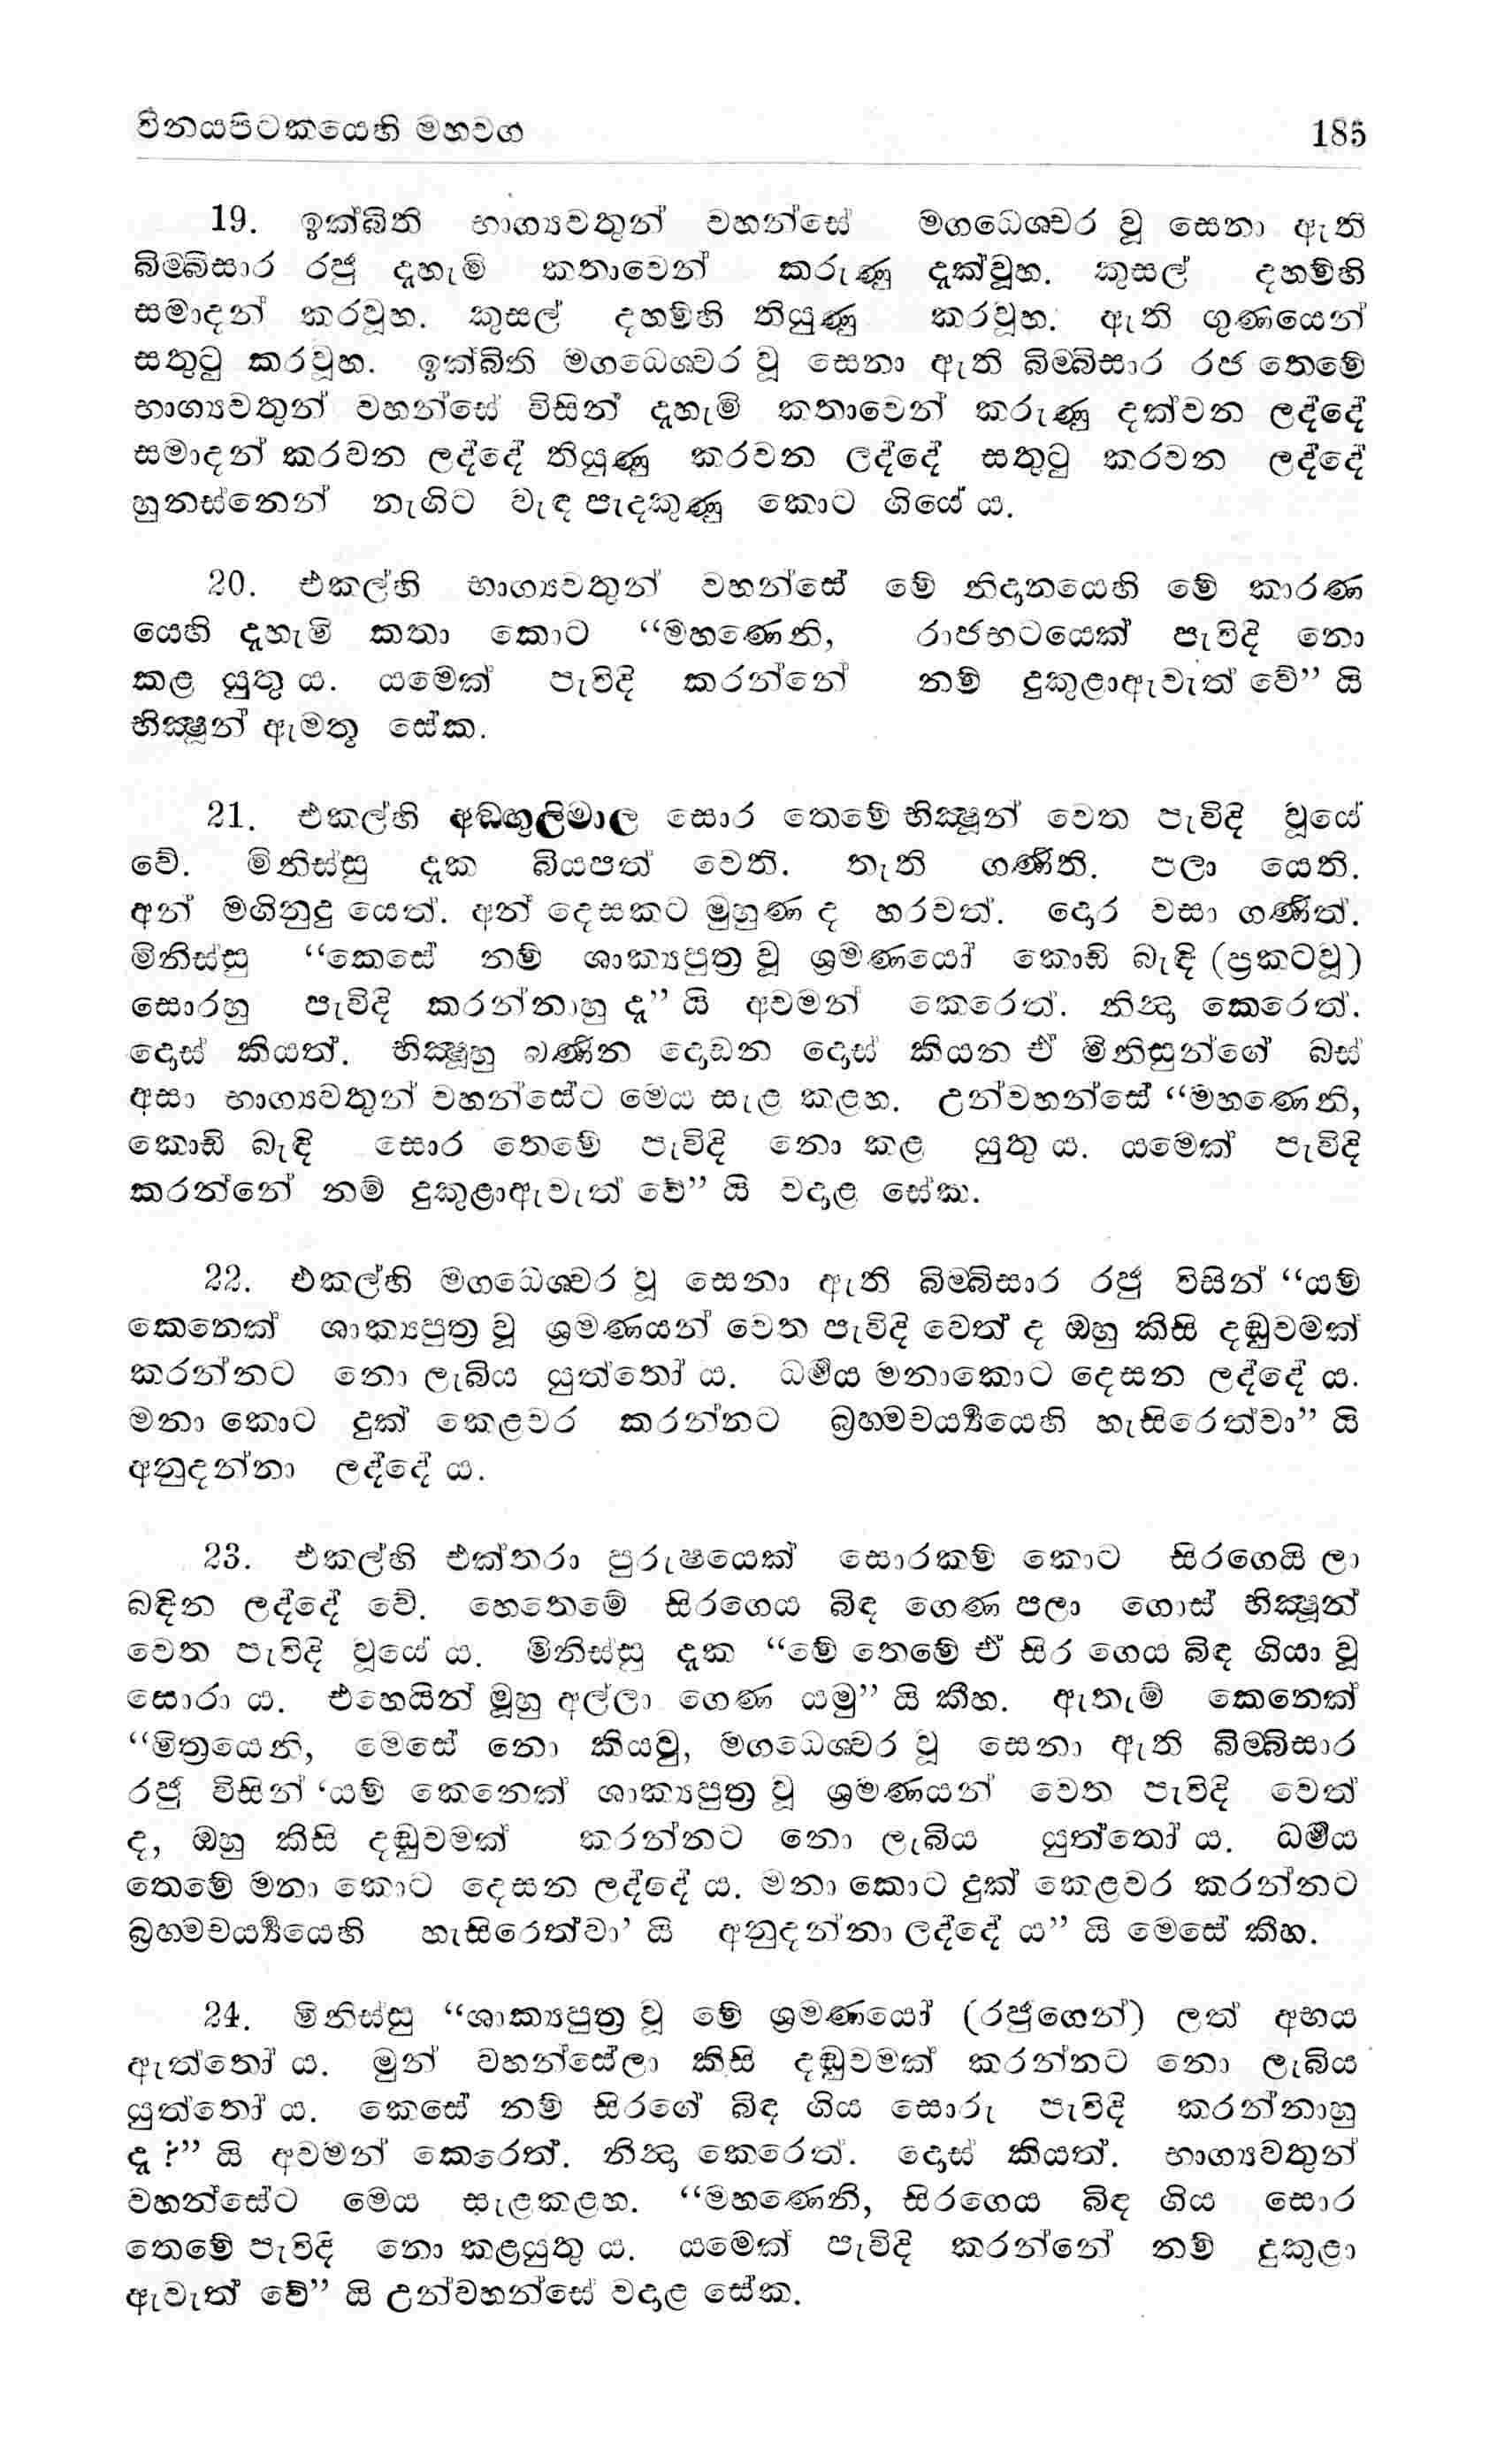 විනයපිටකයෙහි මහවග 185
19. ඉක්බිති භාග්‍යවතුන් වහන්සේ මගධෙශ්වර වූ සෙනා ඇති
බිම්බිසාර රජු දැහැමි කතාවෙන් කරුණු දැක්වූහ. කුසල් දහම්හි
සමාදන් කරවූහ. කුසල් දහම්හි තියුණු කරවූහ. ඇති ගුණයෙන්
සතුටු කරවූහ. ඉක්බිති මගධෙශ්වර වූ සෙනා ඇති බිම්බිසාර රජ තෙමේ
භාග්‍යවතුන් වහන්සේ විසින් දැහැමි කතාවෙන් කරුණු දක්වන ලද්දේ
සමාදන් කරවන ලද්දේ තියුණු කරවන ලද්දේ සතුටු කරවන ලද්දේ
හුනස්නෙන් නැගිට වැඳ පැදකුණු කොට ගියේ ය.
20. එකල්හි භාග්‍යවතුන් වහන්සේ මේ නිදානයෙහි මේ කාරණ
යෙහි දැහැමි කතා කොට “මහණෙනි, රාජභටයෙක් පැවිදි නො
කළ යුතු ය. යමෙක් පැවිදි කරන්නේ නම් දුකුළාඇවැත් වේ” යි
භික්‍ෂූන් ඇමතූ සේක.
21. එකල්හි අඞ්ගුලිමාල සොර තෙමේ භික්‍ෂූන් වෙත පැවිදි වූයේ
වේ. මිනිස්සු දැක බියපත් වෙති. තැති ගණිති. පලා යෙති.
අන් මගිනුදු යෙත්. අන් දෙසකට මුහුණ ද හරවත්. දොර වසා ගණිත්.
මිනිස්සු “කෙසේ නම් ශාක්‍යපුත්‍ර වූ ශ්‍රමණයෝ කොඩි බැඳි (ප්‍රකටවූ)
සොරහු පැවිදි කරන්නාහු දැ” යි අවමන් කෙරෙත්. නින්දා කෙරෙත්.
දොස් කියත්. භික්‍ෂූහු බණින දොඩන දොස් කියන ඒ මිනිසුන්ගේ බස්
අසා භාග්‍යවතුන් වහන්සේට මෙය සැළ කළහ. උන්වහන්සේ “මහණෙනි,
කොඩි බැඳි සොර තෙමේ පැවිදි නො කළ යුතු ය. යමෙක් පැවිදි
කරන්නේ නම් දුකුළාඇවැත් වේ” යි වදාළ සේක.
22. එකල්හි මගධෙශ්වර වූ සෙනා ඇති බිම්බිසාර රජු විසින් “යම්
කෙනෙක් ශාක්‍යපුත්‍ර වූ ශ්‍රමණයන් වෙත පැවිදි වෙත් ද ඔහු කිසි දඬුවමක්
කරන්නට නො ලැබිය යුත්තෝ ය. ධර්‍මය මනාකොට දෙසන ලද්දේ ය.
මනා කොට දුක් කෙළවර කරන්නට බ්‍රහ්මචර්‍ය්‍යයෙහි හැසිරෙත්වා” යි
අනුදන්නා ලද්දේ ය.
23. එකල්හි එක්තරා පුරුෂයෙක් සොරකම් කොට සිරගෙයි ලා
බඳින ලද්දේ වේ. හෙතෙමේ සිරගෙය බිඳ ගෙණ පලා ගොස් භික්‍ෂූන්
වෙත පැවිදි වූයේ ය. මිනිස්සු දැක “මේ තෙමේ ඒ සිර ගෙය බිඳ ගියා වූ
සොරා ය. එහෙයින් මූහු අල්ලා ගෙණ යමු” යි කීහ. ඇතැම් කෙනෙක්
“මිත්‍රයෙනි, මෙසේ නො කියවු, මගධෙශ්වර වූ සෙනා ඇති බිම්බිසාර
රජු විසින් ‘යම් කෙනෙක් ශාක්‍යපුත්‍ර වූ ශ්‍රමණයන් වෙත පැවිදි වෙත්
ද, ඔහු කිසි දඬුවමක් කරන්නට නො ලැබිය යුත්තෝ ය. ධර්‍මය
තෙමේ මනා කොට දෙසන ලද්දේ ය. මනා කොට දුක් කෙළවර කරන්නට
බ්‍රහ්මචර්‍ය්‍යයෙහි හැසිරෙත්වා’ යි අනුදන්නා ලද්දේ ය” යි මෙසේ කීහ.
24. මිනිස්සු “ශාක්‍යපුත්‍ර වූ මේ ශ්‍රමණයෝ (රජුගෙන්) ලත් අභය
ඇත්තෝ ය. මුන් වහන්සේලා කිසි දඬුවමක් කරන්නට නො ලැබිය
යුත්තෝ ය. කෙසේ නම් සිරගේ බිඳ ගිය සොරු පැවිදි කරන්නාහු
දැ ?” යි අවමන් කෙරෙත්. නින්දා කෙරෙත්. දොස් කියත්. භාග්‍යවතුන්
වහන්සේට මෙය සැළකළහ. “මහණෙනි, සිරගෙය බිඳ ගිය සොර
තෙමේ පැවිදි නො කළයුතු ය. යමෙක් පැවිදි කරන්නේ නම් දුකුළා
ඇවැත් වේ” යි උන්වහන්සේ වදාළ සේක.